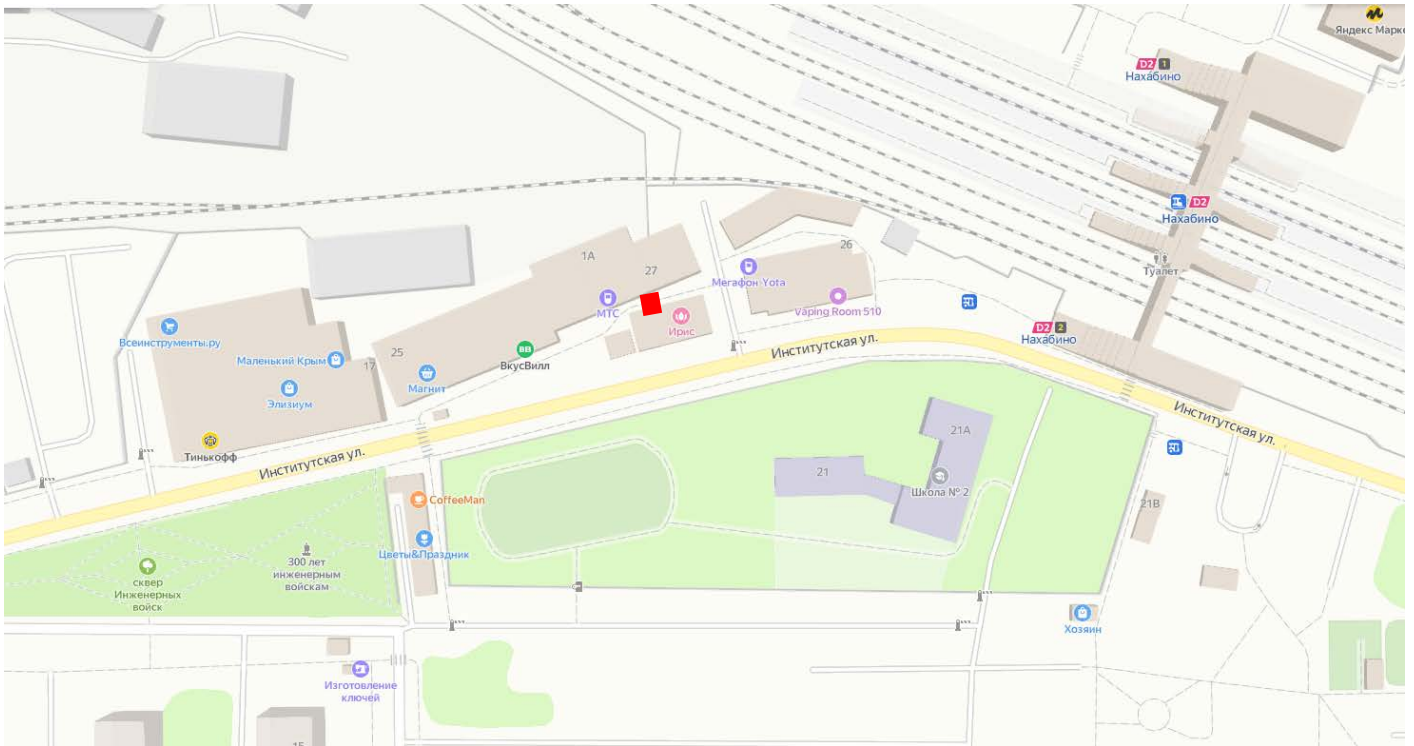 Яндекс Марке
D2 1
Нахабино
D2
Нахабино
Туалет
1А
27
26
Мегафон-Yota
Vaping Room 510
МТС
Ирис
D2 2
Нахабино
Всеинструменты.ру
Маленький Крым
17
25
Элизиум
Магнит
ВВ
ВкусВилл
Институтская ул.
Институтская ул.
Тинькофф
Институтская ул.
21А
21
Школа № 2
CoffeeMan
21В
Цветы&Праздник
300 лет
инженерным
войскам
сквер
Инженерных
войск
Хозяин
Изготовление
ключей
15